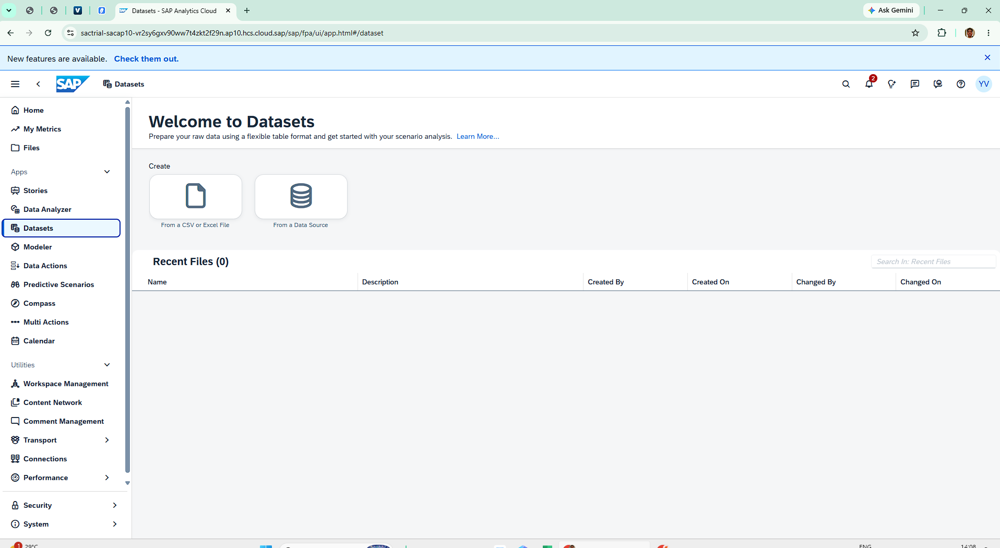 Datasets - SAP Analytics Cloud
Ask Gemini
sactrial-sacap10-vr2sy6gxv90ww7t4zkt2f29n.ap10.hcs.cloud.sap/sap/fpa/ui/app.html#/dataset
New features are available. Check them out.
SAP
Datasets
2
YV
Home
My Metrics
Files
Apps
Stories
Data Analyzer
Datasets
Modeler
Data Actions
Predictive Scenarios
Compass
Multi Actions
Calendar
Utilities
Workspace Management
Content Network
Comment Management
Transport
Connections
Performance
Security
System
Welcome to Datasets
Prepare your raw data using a flexible table format and get started with your scenario analysis. Learn More...
Create
From a CSV or Excel File
From a Data Source
Recent Files (0)
Search In: Recent Files
Name
Description
Created By
Created On
Changed By
Changed On
1
29°C
ENG
14:08